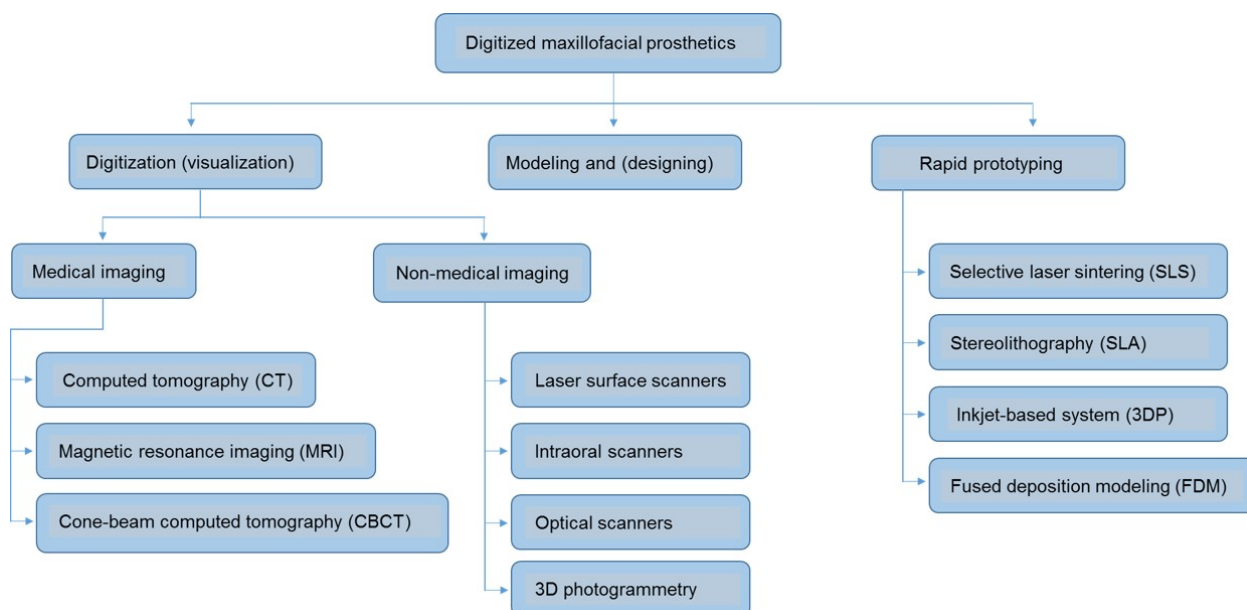 Digitized maxillofacial prosthetics
Digitization (visualization)
Modeling and (designing)
Rapid prototyping
Medical imaging
Non-medical imaging
Computed tomography (CT)
Magnetic resonance imaging (MRI)
Cone-beam computed tomography (CBCT)
Laser surface scanners
Intraoral scanners
Optical scanners
3D photogrammetry
Selective laser sintering (SLS)
Stereolithography (SLA)
Inkjet-based system (3DP)
Fused deposition modeling (FDM)